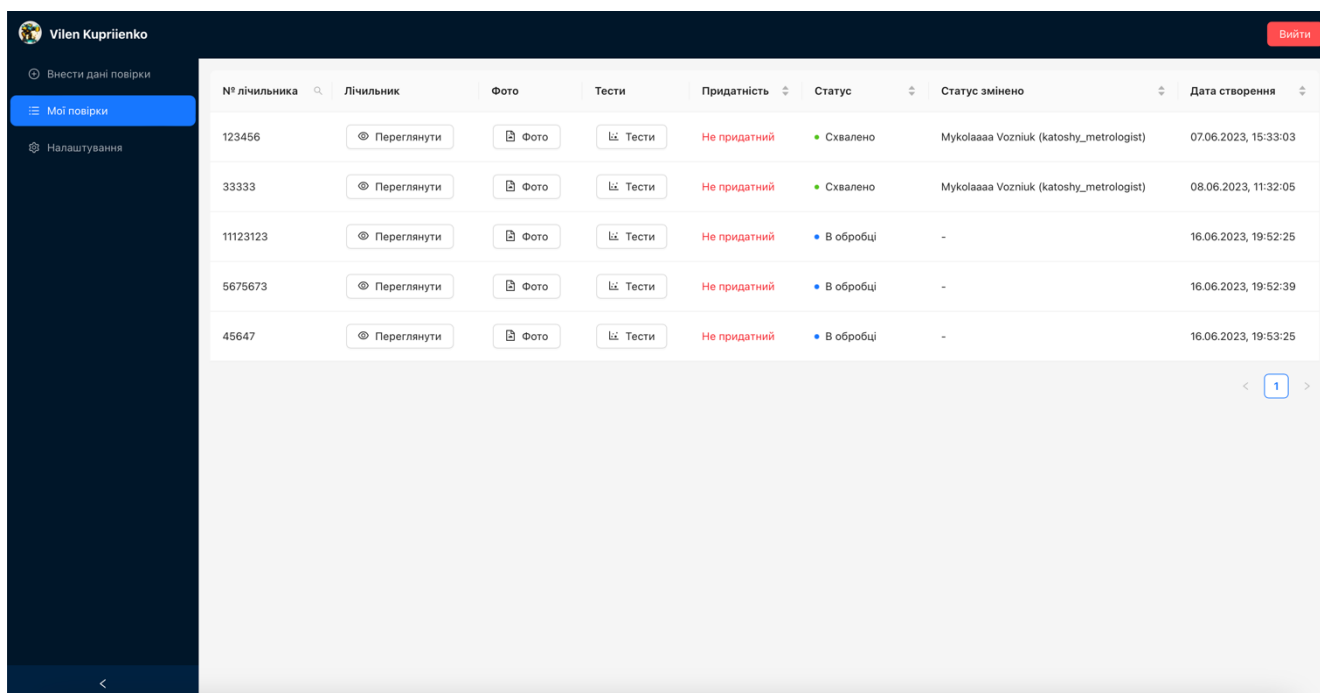 Vilen Kupriienko
Вийти
Внести дані повірки
Мої повірки
Налаштування
№ лічильника Лічильник Фото Тести Придатність Статус Статус змінено Дата створення
123456 Переглянути Фото Тести Не придатний Схвалено Mykolaaaa Vozniuk (katoshy_metrologist) 07.06.2023, 15:33:03
33333 Переглянути Фото Тести Не придатний Схвалено Mykolaaaa Vozniuk (katoshy_metrologist) 08.06.2023, 11:32:05
11123123 Переглянути Фото Тести Не придатний В обробці - 16.06.2023, 19:52:25
5675673 Переглянути Фото Тести Не придатний В обробці - 16.06.2023, 19:52:39
45647 Переглянути Фото Тести Не придатний В обробці - 16.06.2023, 19:53:25
< 1 >
<